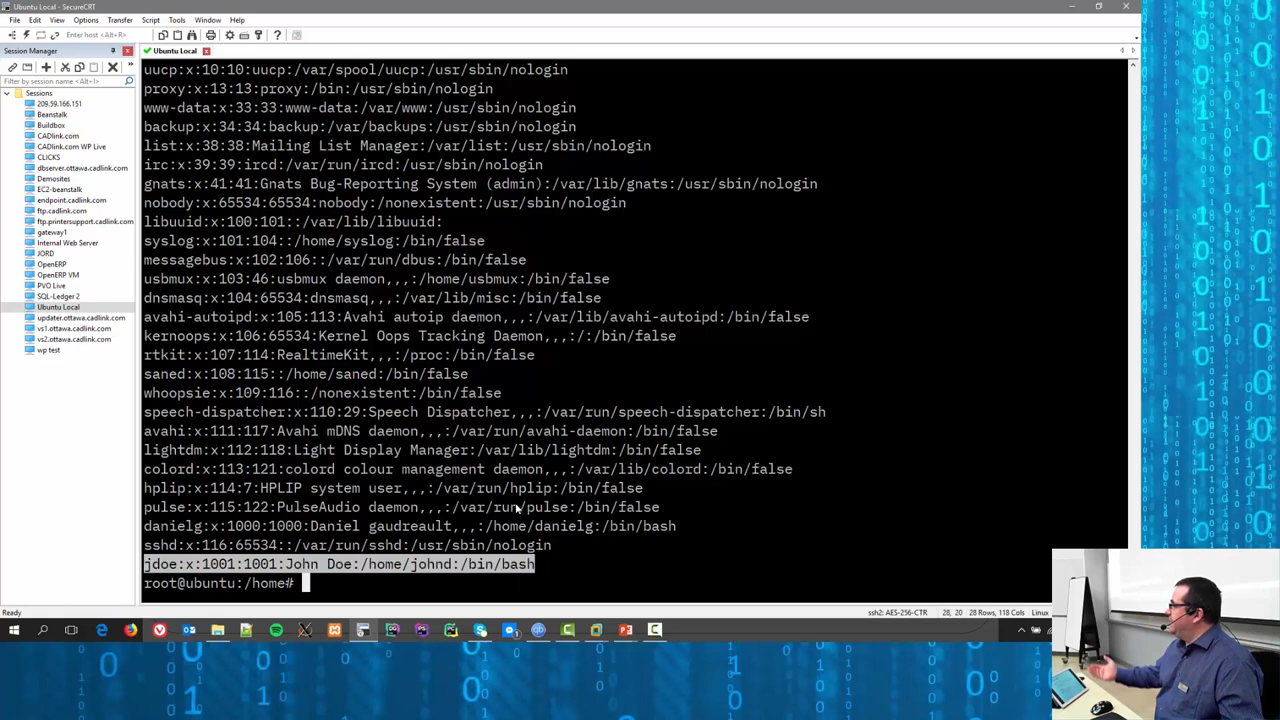 Ubuntu Local - SecureCRT
File Edit View Options Transfer Script Tools Window Help
Enter host <Alt+R>
Session Manager
Ubuntu Local
Filter by session name <Alt+I>
Sessions
209.59.166.151
Beanstalk
Buildbox
CADlink.com
CADlink.com WP Live
CLICKS
dbserver.ottawa.cadlink.com
Demosites
EC2-beanstalk
endpoint.cadlink.com
ftp.cadlink.com
ftp.printersupport.cadlink.com
gateway1
Internal Web Server
JORD
OpenERP
OpenERP VM
PVO Live
SQL-Ledger 2
Ubuntu Local
updater.ottawa.cadlink.com
vs1.ottawa.cadlink.com
vs2.ottawa.cadlink.com
wp test
uucp:x:10:10:uucp:/var/spool/uucp:/usr/sbin/nologin
proxy:x:13:13:proxy:/bin:/usr/sbin/nologin
www-data:x:33:33:www-data:/var/www:/usr/sbin/nologin
backup:x:34:34:backup:/var/backups:/usr/sbin/nologin
list:x:38:38:Mailing List Manager:/var/list:/usr/sbin/nologin
irc:x:39:39:ircd:/var/run/ircd:/usr/sbin/nologin
gnats:x:41:41:Gnats Bug-Reporting System (admin):/var/lib/gnats:/usr/sbin/nologin
nobody:x:65534:65534:nobody:/nonexistent:/usr/sbin/nologin
libuuid:x:100:101::/var/lib/libuuid:
syslog:x:101:104::/home/syslog:/bin/false
messagebus:x:102:106::/var/run/dbus:/bin/false
usbmux:x:103:46:usbmux daemon,,,:/home/usbmux:/bin/false
dnsmasq:x:104:65534:dnsmasq,,,:/var/lib/misc:/bin/false
avahi-autoipd:x:105:113:Avahi autoip daemon,,,:/var/lib/avahi-autoipd:/bin/false
kernoops:x:106:65534:Kernel Oops Tracking Daemon,,,:/:/bin/false
rtkit:x:107:114:RealtimeKit,,,:/proc:/bin/false
saned:x:108:115::/home/saned:/bin/false
whoopsie:x:109:116::/nonexistent:/bin/false
speech-dispatcher:x:110:29:Speech Dispatcher,,,:/var/run/speech-dispatcher:/bin/sh
avahi:x:111:117:Avahi mDNS daemon,,,:/var/run/avahi-daemon:/bin/false
lightdm:x:112:118:Light Display Manager:/var/lib/lightdm:/bin/false
colord:x:113:121:colord colour management daemon,,,:/var/lib/colord:/bin/false
hplip:x:114:7:HPLIP system user,,,:/var/run/hplip:/bin/false
pulse:x:115:122:PulseAudio daemon,,,:/var/run/pulse:/bin/false
danielg:x:1000:1000:Daniel gaudreault,,,:/home/danielg:/bin/bash
sshd:x:116:65534::/var/run/sshd:/usr/sbin/nologin
jdoe:x:1001:1001:John Doe:/home/johnd:/bin/bash
root@ubuntu:/home#
Ready
ssh2: AES-256-CTR 28, 20 28 Rows, 118 Cols Linux